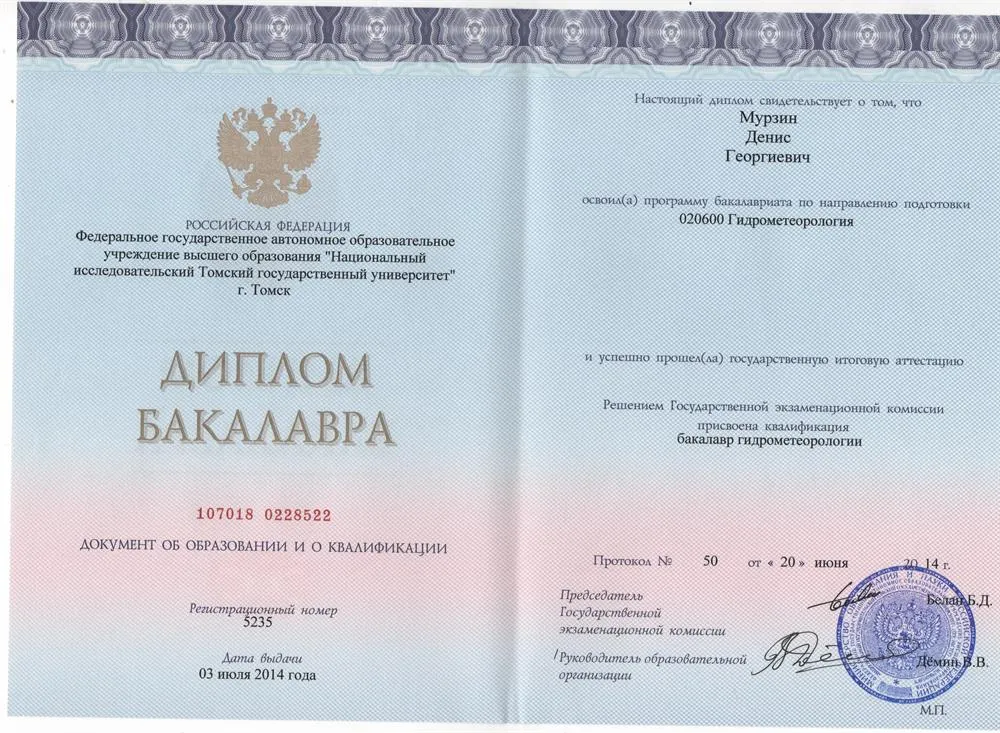 РОССИЙСКАЯ ФЕДЕРАЦИЯ
Федеральное государственное автономное образовательное
учреждение высшего образования "Национальный
исследовательский Томский государственный университет"
г. Томск
ДИПЛОМ
БАКАЛАВРА
107018 0228522
ДОКУМЕНТ ОБ ОБРАЗОВАНИИ И О КВАЛИФИКАЦИИ
Регистрационный номер
5235
Дата выдачи
03 июля 2014 года
Настоящий диплом свидетельствует о том, что
Мурзин
Денис
Георгиевич
освоил(а) программу бакалавриата по направлению подготовки
020600 Гидрометеорология
и успешно прошел(ла) государственную итоговую аттестацию
Решением Государственной экзаменационной комиссии
присвоена квалификация
бакалавр гидрометеорологии
Протокол № 50 от « 20 » июня 20 14 г.
Председатель
Государственной
экзаменационной комиссии
Белан Б.Д.
Руководитель образовательной
организации
Дёмин В.В.
М.П.